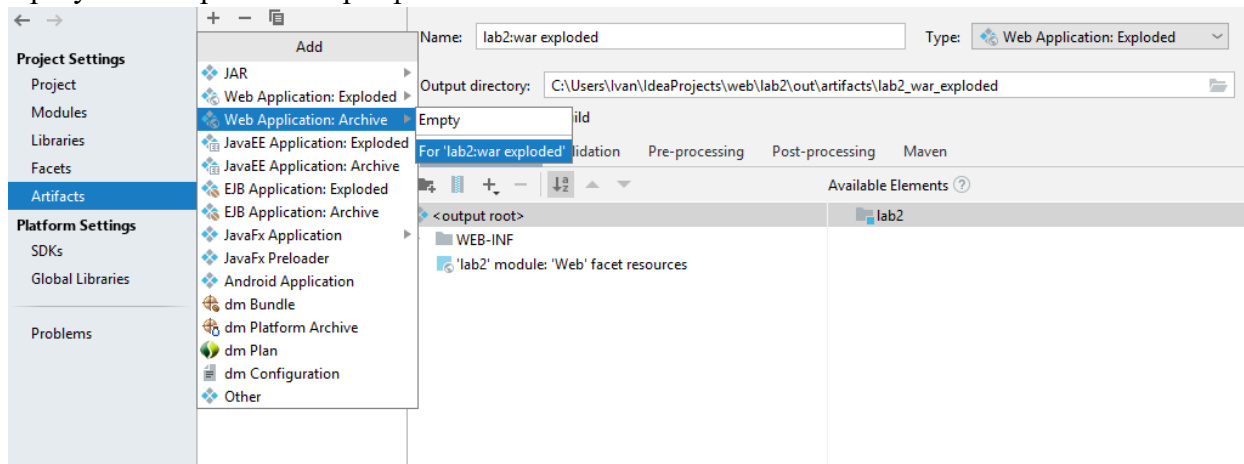 Project Settings
Project
Modules
Libraries
Facets
Artifacts
Platform Settings
SDKs
Global Libraries
Problems
Add
JAR
Web Application: Exploded
Web Application: Archive
JavaEE Application: Exploded
JavaEE Application: Archive
EJB Application: Exploded
EJB Application: Archive
JavaFx Application
JavaFx Preloader
Android Application
dm Bundle
dm Platform Archive
dm Plan
dm Configuration
Other
Empty
For 'lab2:war exploded'
Name: lab2:war exploded Type: Web Application: Exploded
Output directory: C:\Users\Ivan\IdeaProjects\web\lab2\out\artifacts\lab2_war_exploded
ild
lidation Pre-processing Post-processing Maven
Available Elements
<output root>
WEB-INF
'lab2' module: 'Web' facet resources
lab2